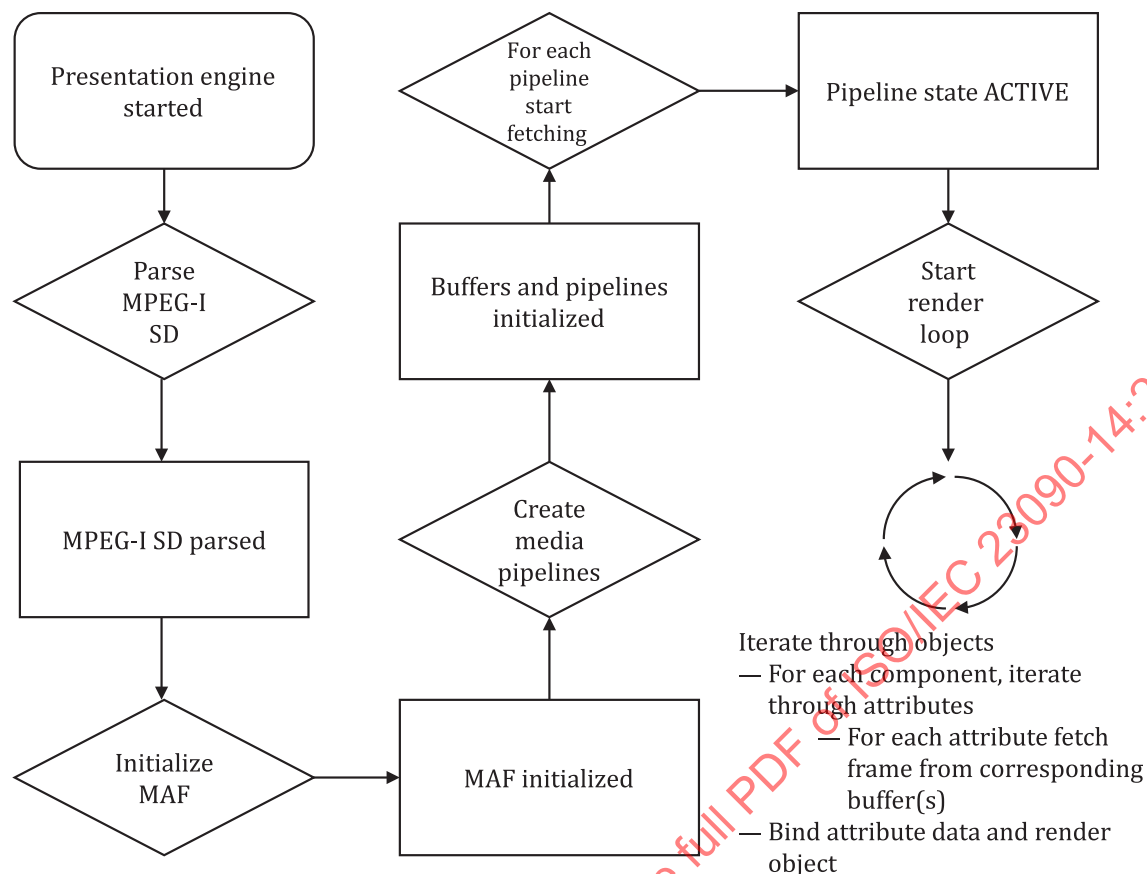 Presentation engine
started
Parse
MPEG-I
SD
MPEG-I SD parsed
Initialize
MAF
MAF initialized
Create
media
pipelines
Buffers and pipelines
initialized
For each
pipeline
start
fetching
Pipeline state ACTIVE
Start
render
loop
Iterate through objects
— For each component, iterate
through attributes
— For each attribute fetch
frame from corresponding
buffer(s)
— Bind attribute data and render
object
full PDF of ISO/IEC 23090-14:2